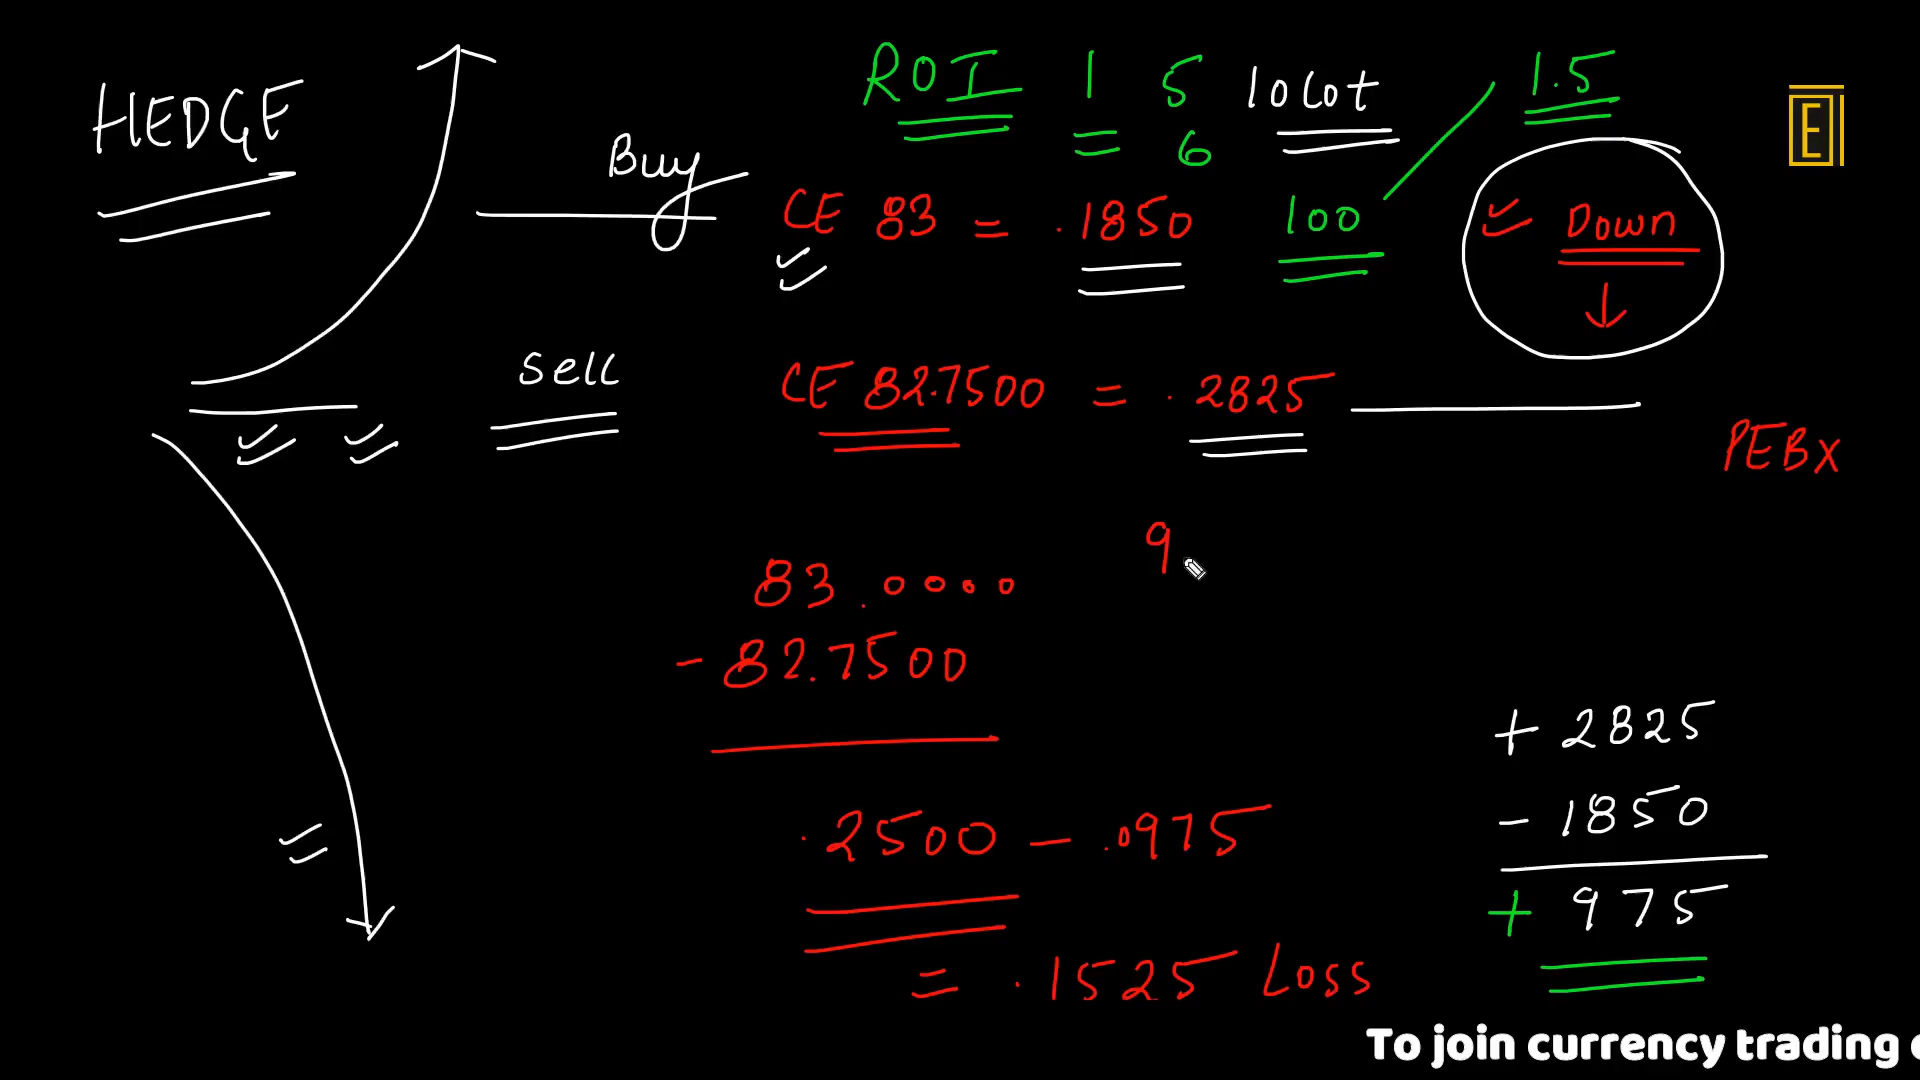 HEDGE
ROI 1 5 10 Lot 1.5
6
Buy CE 83 = .1850 100 Down
Sell CE 82.7500 = .2825
PEBX
9
83.0000
- 82.7500
.2500 - .0975
= .1525 Loss
+ 2825
- 1850
+ 975
E
To join currency trading